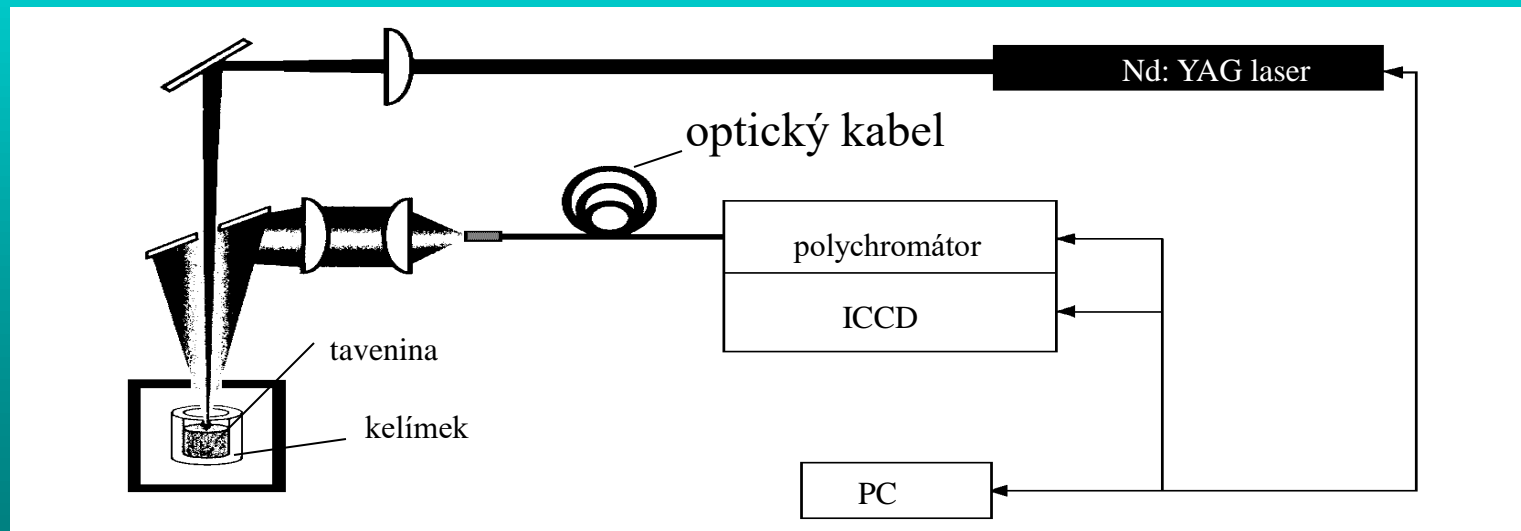 Nd: YAG laser
optický kabel
polychromátor
ICCD
tavenina
kelímek
PC